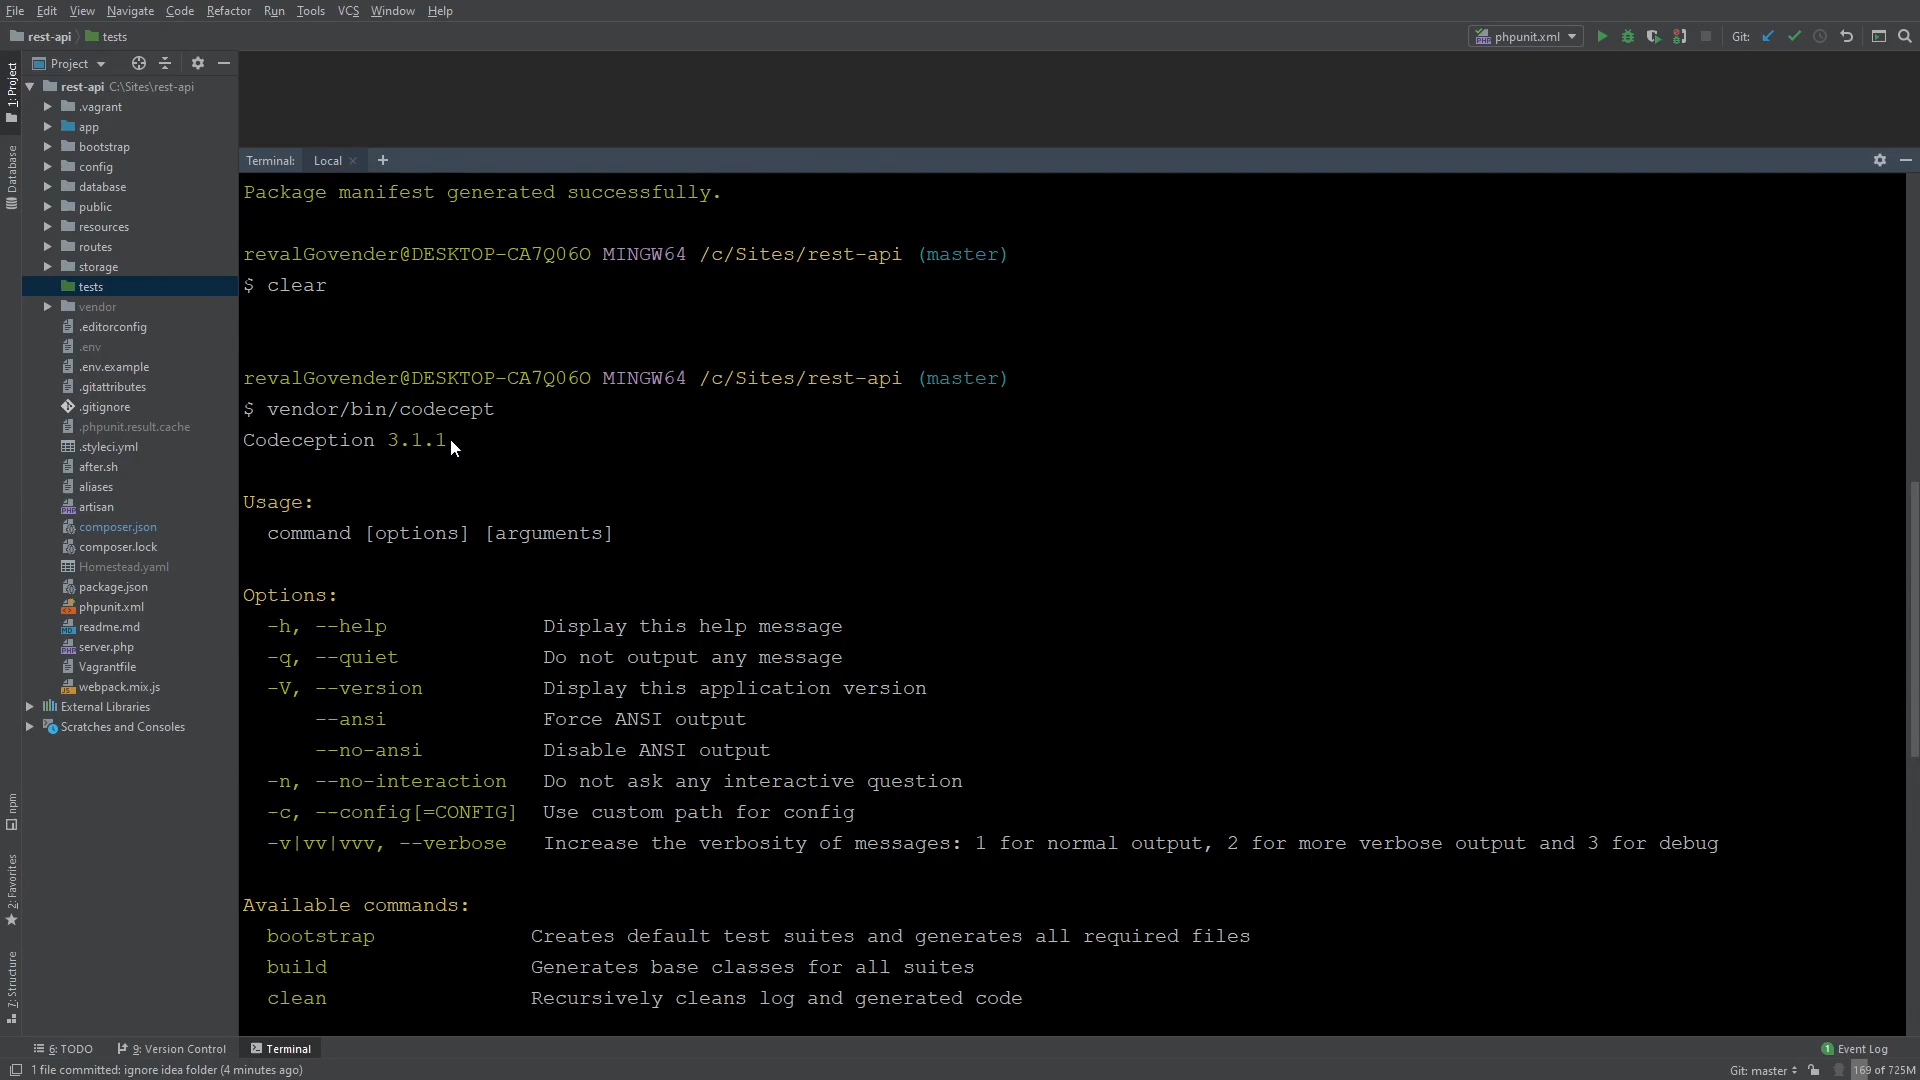 File Edit View Navigate Code Refactor Run Tools VCS Window Help
rest-api tests
phpunit.xml
Git:
Project
1: Project
Database
npm
2: Favorites
7: Structure
rest-api C:\Sites\rest-api
.vagrant
app
bootstrap
config
database
public
resources
routes
storage
tests
vendor
.editorconfig
.env
.env.example
.gitattributes
.gitignore
.phpunit.result.cache
.styleci.yml
after.sh
aliases
artisan
composer.json
composer.lock
Homestead.yaml
package.json
phpunit.xml
readme.md
server.php
Vagrantfile
webpack.mix.js
External Libraries
Scratches and Consoles
Terminal: Local
Package manifest generated successfully.
revalGovender@DESKTOP-CA7Q06O MINGW64 /c/Sites/rest-api (master)
$ clear
revalGovender@DESKTOP-CA7Q06O MINGW64 /c/Sites/rest-api (master)
$ vendor/bin/codecept
Codeception 3.1.1
Usage:
command [options] [arguments]
Options:
-h, --help Display this help message
-q, --quiet Do not output any message
-V, --version Display this application version
--ansi Force ANSI output
--no-ansi Disable ANSI output
-n, --no-interaction Do not ask any interactive question
-c, --config[=CONFIG] Use custom path for config
-v|vv|vvv, --verbose Increase the verbosity of messages: 1 for normal output, 2 for more verbose output and 3 for debug
Available commands:
bootstrap Creates default test suites and generates all required files
build Generates base classes for all suites
clean Recursively cleans log and generated code
6: TODO 9: Version Control Terminal 1 Event Log
1 file committed: ignore idea folder (4 minutes ago) Git: master 169 of 725M